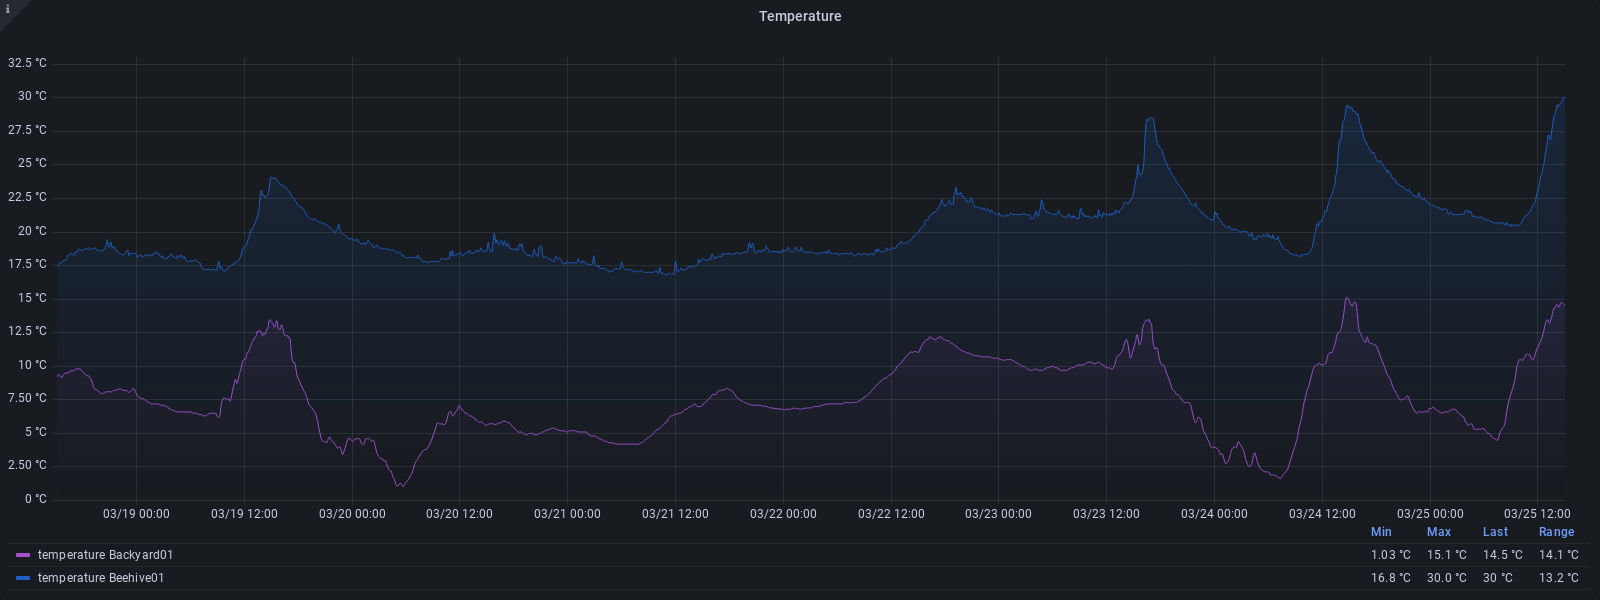 i
Temperature
32.5 °C
30 °C
27.5 °C
25 °C
22.5 °C
20 °C
17.5 °C
15 °C
12.5 °C
10 °C
7.50 °C
5 °C
2.50 °C
0 °C
03/19 00:00 03/19 12:00 03/20 00:00 03/20 12:00 03/21 00:00 03/21 12:00 03/22 00:00 03/22 12:00 03/23 00:00 03/23 12:00 03/24 00:00 03/24 12:00 03/25 00:00 03/25 12:00
Min Max Last Range
temperature Backyard01 1.03 °C 15.1 °C 14.5 °C 14.1 °C
temperature Beehive01 16.8 °C 30.0 °C 30 °C 13.2 °C